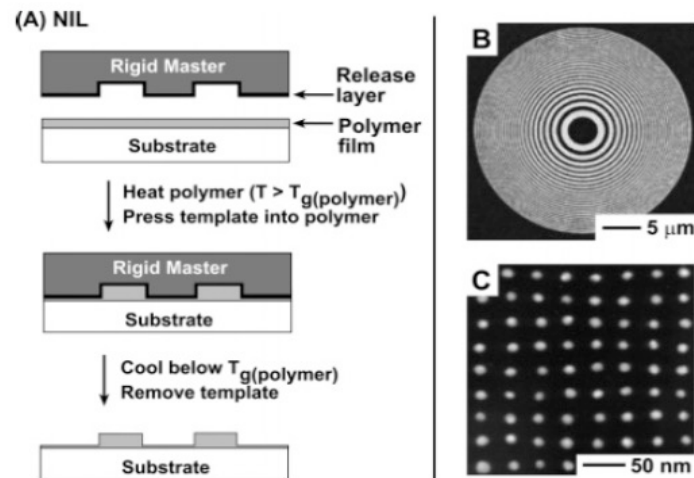 (A) NIL
Rigid Master
Release
layer
Polymer
film
Substrate
Heat polymer (T > Tg(polymer))
Press template into polymer
Rigid Master
Substrate
Cool below Tg(polymer)
Remove template
Substrate
B
5 μm
C
50 nm